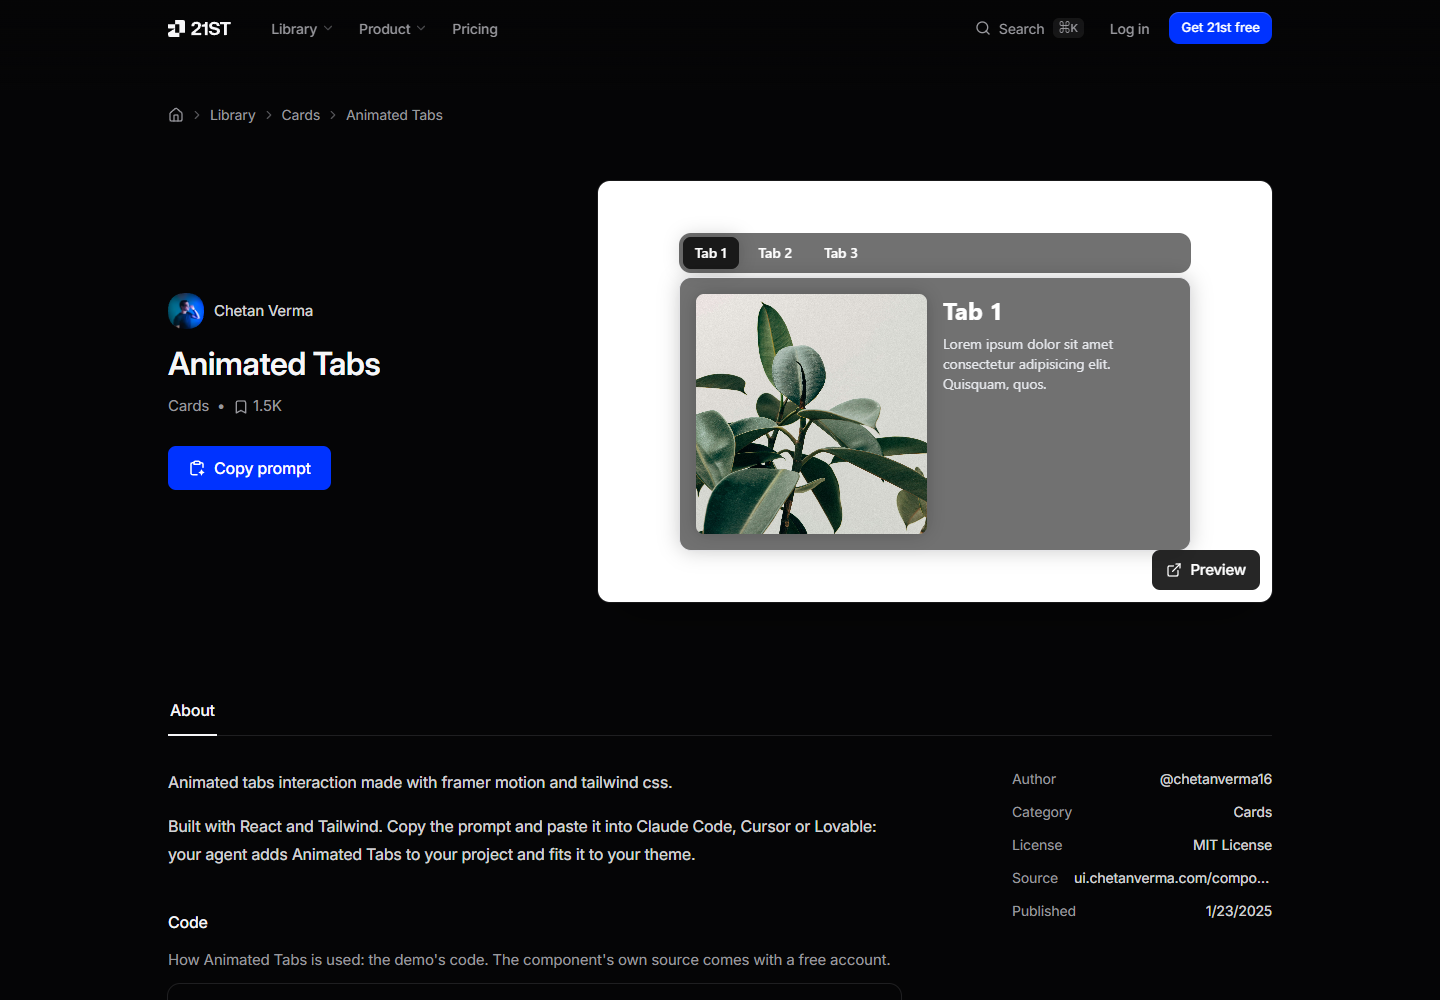 21ST
Library
Product
Pricing
Search ⌘K
Log in
Get 21st free
Library
Cards
Animated Tabs
Chetan Verma
Animated Tabs
Cards • 1.5K
Copy prompt
Tab 1
Tab 2
Tab 3
Tab 1
Lorem ipsum dolor sit amet
consectetur adipisicing elit.
Quisquam, quos.
Preview
About
Animated tabs interaction made with framer motion and tailwind css.
Built with React and Tailwind. Copy the prompt and paste it into Claude Code, Cursor or Lovable:
your agent adds Animated Tabs to your project and fits it to your theme.
Code
How Animated Tabs is used: the demo's code. The component's own source comes with a free account.
Author @chetanverma16
Category Cards
License MIT License
Source ui.chetanverma.com/compo...
Published 1/23/2025